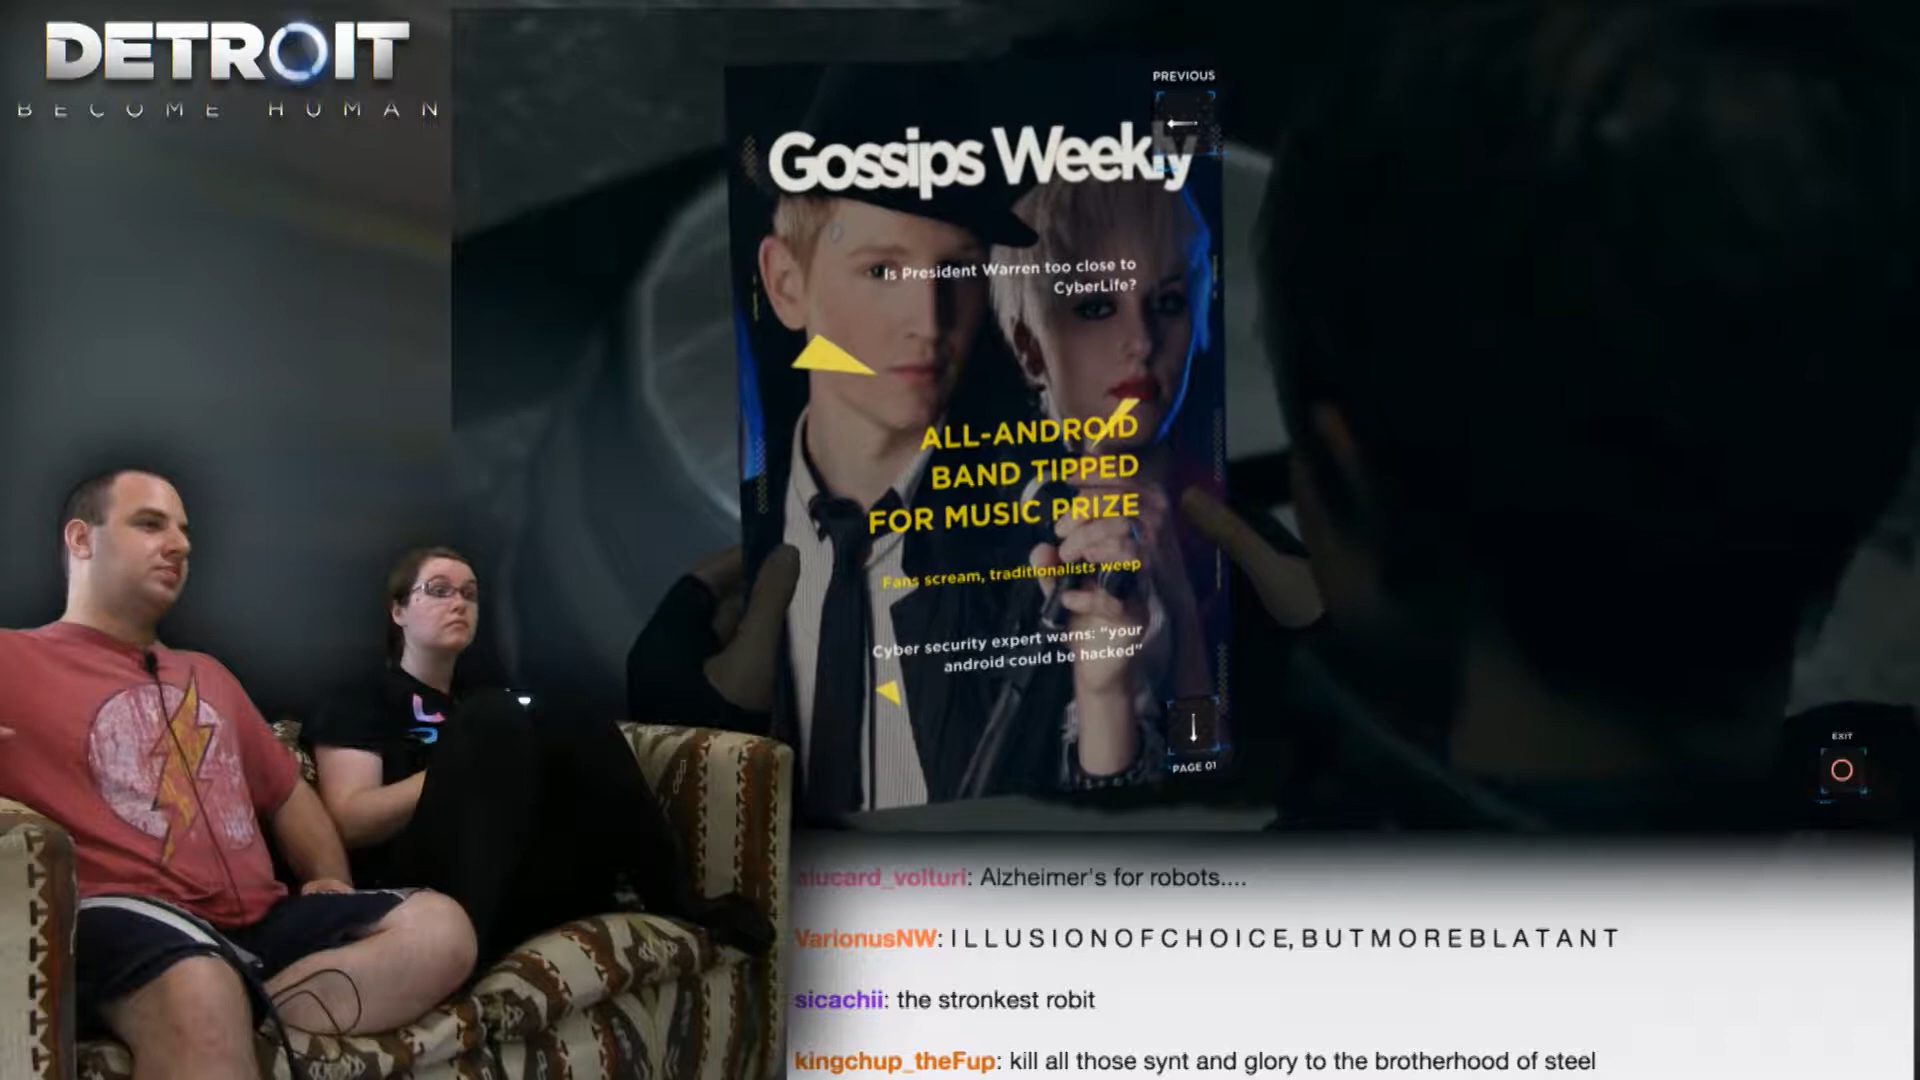 DETROIT
BECOME HUMAN
PREVIOUS
Gossips Weekly
Is President Warren too close to
CyberLife?
ALL-ANDROID
BAND TIPPED
FOR MUSIC PRIZE
Fans scream, traditionalists weep
Cyber security expert warns: "your
android could be hacked"
PAGE 01
EXIT
alucard_volturi: Alzheimer's for robots....
VarionusNW: I L L U S I O N O F C H O I C E, B U T M O R E B L A T A N T
sicachii: the stronkest robit
kingchup_theFup: kill all those synt and glory to the brotherhood of steel